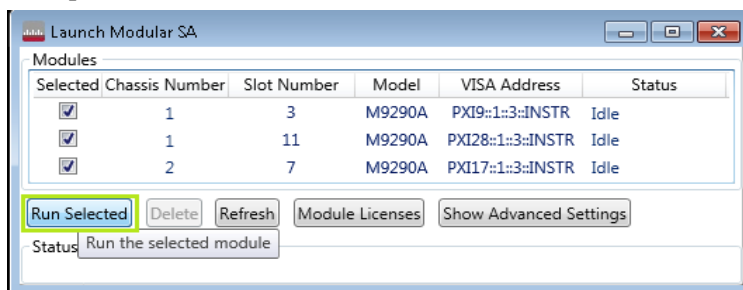 Launch Modular SA
Modules
Selected Chassis Number Slot Number Model VISA Address Status
1 3 M9290A PXI9::1::3::INSTR Idle
1 11 M9290A PXI28::1::3::INSTR Idle
2 7 M9290A PXI17::1::3::INSTR Idle
Run Selected Delete Refresh Module Licenses Show Advanced Settings
Status Run the selected module